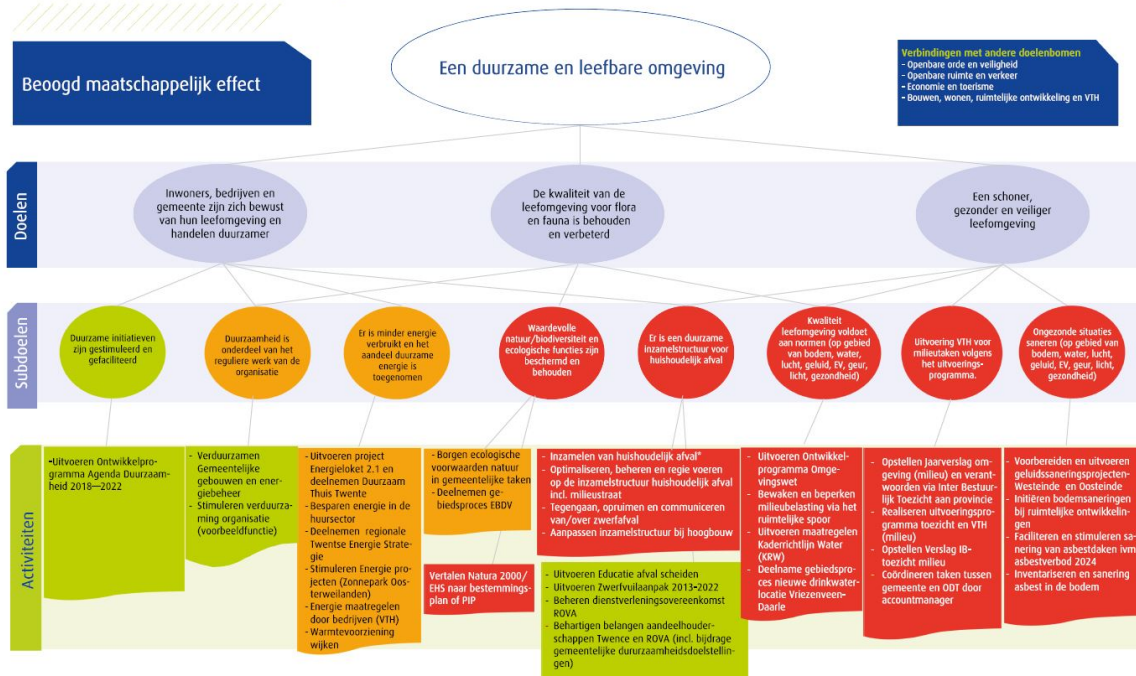 Beoogd maatschappelijk effect
Een duurzame en leefbare omgeving
Verbindingen met andere doelenbomen
- Openbare orde en veiligheid
- Openbare ruimte en verkeer
- Economie en toerisme
- Bouwen, wonen, ruimtelijke ontwikkeling en VTH
Doelen
Inwoners, bedrijven en
gemeente zijn zich bewust
van hun leefomgeving en
handelen duurzamer
De kwaliteit van de
leefomgeving voor flora
en fauna is behouden
en verbeterd
Een schoner,
gezonder en veiliger
leefomgeving
Subdoelen
Duurzame initiatieven
zijn gestimuleerd en
gefaciliteerd
Duurzaamheid is
onderdeel van het
reguliere werk van de
organisatie
Er is minder energie
verbruikt en het
aandeel duurzame
energie is
toegenomen
Waardevolle
natuur/biodiversiteit en
ecologische functies zijn
beschermd en
behouden
Er is een duurzame
inzamelstructuur voor
huishoudelijk afval
Kwaliteit
leefomgeving voldoet
aan normen (op gebied
van bodem, water,
lucht, geluid, EV, geur,
licht, gezondheid)
Uitvoering VTH voor
milieutaken volgens
het uitvoerings-
programma.
Ongezonde situaties
saneren (op gebied van
bodem, water, lucht,
geluid, EV, geur, licht,
gezondheid)
Activiteiten
-Uitvoeren Ontwikkelpro-
gramma Agenda Duurzaam-
heid 2018—2022
- Verduurzamen
Gemeentelijke
gebouwen en ener-
giebeheer
- Stimuleren verduurza-
ming organisatie
(voorbeeldfunctie)
- Uitvoeren project
Energieloket 2.1 en
deelnemen Duurzaam
Thuis Twente
- Besparen energie in de
huursector
- Deelnemen regionale
Twentse Energie Strate-
gie
- Stimuleren Energie pro-
jecten (Zonnepark Oos-
terweilanden)
- Energie maatregelen
door bedrijven (VTH)
- Warmtevoorziening
wijken
- Borgen ecologische
voorwaarden natuur
in gemeentelijke taken
- Deelnemen ge-
biedsproces EBDV
Vertalen Natura 2000/
EHS naar bestemmings-
plan of PIP
- Inzamelen van huishoudelijk afval*
- Optimaliseren, beheren en regie voeren
op de inzamelstructuur huishoudelijk afval
incl. milieustraat
- Tegengaan, opruimen en communiceren
van/over zwerfafval
- Aanpassen inzamelstructuur bij hoogbouw
- Uitvoeren Educatie afval scheiden
- Uitvoeren Zwerfvuilaanpak 2013-2022
- Beheren dienstverleningsovereenkomst
ROVA
- Behartigen belangen aandeelhouder-
schappen Twence en ROVA (incl. bijdrage
gemeentelijke dururzaamheidsdoelstel-
lingen)
- Uitvoeren Ontwikkel-
programma Omge-
vingswet
- Bewaken en beperken
milieubelasting via het
ruimtelijke spoor
- Uitvoeren maatregelen
Kaderrichtlijn Water
(KRW)
- Deelname gebiedspro-
ces nieuwe drinkwater-
locatie Vriezenveen-
Daarle
- Opstellen Jaarverslag om-
geving (milieu) en verant-
woorden via Inter Bestuur-
lijk Toezicht aan provincie
- Realiseren uitvoeringspro-
gramma toezicht en VTH
(milieu)
- Opstellen Verslag IB-
toezicht milieu
- Coördineren taken tussen
gemeente en ODT door
accountmanager
- Voorbereiden en uitvoeren
geluidssaneringsprojecten-
Westeinde en Oosteinde
- Initiëren bodemsaneringen
bij ruimtelijke ontwikkelin-
gen
- Faciliteren en stimuleren sa-
nering van asbestdaken ivm
asbestverbod 2024
- Inventariseren en sanering
asbest in de bodem